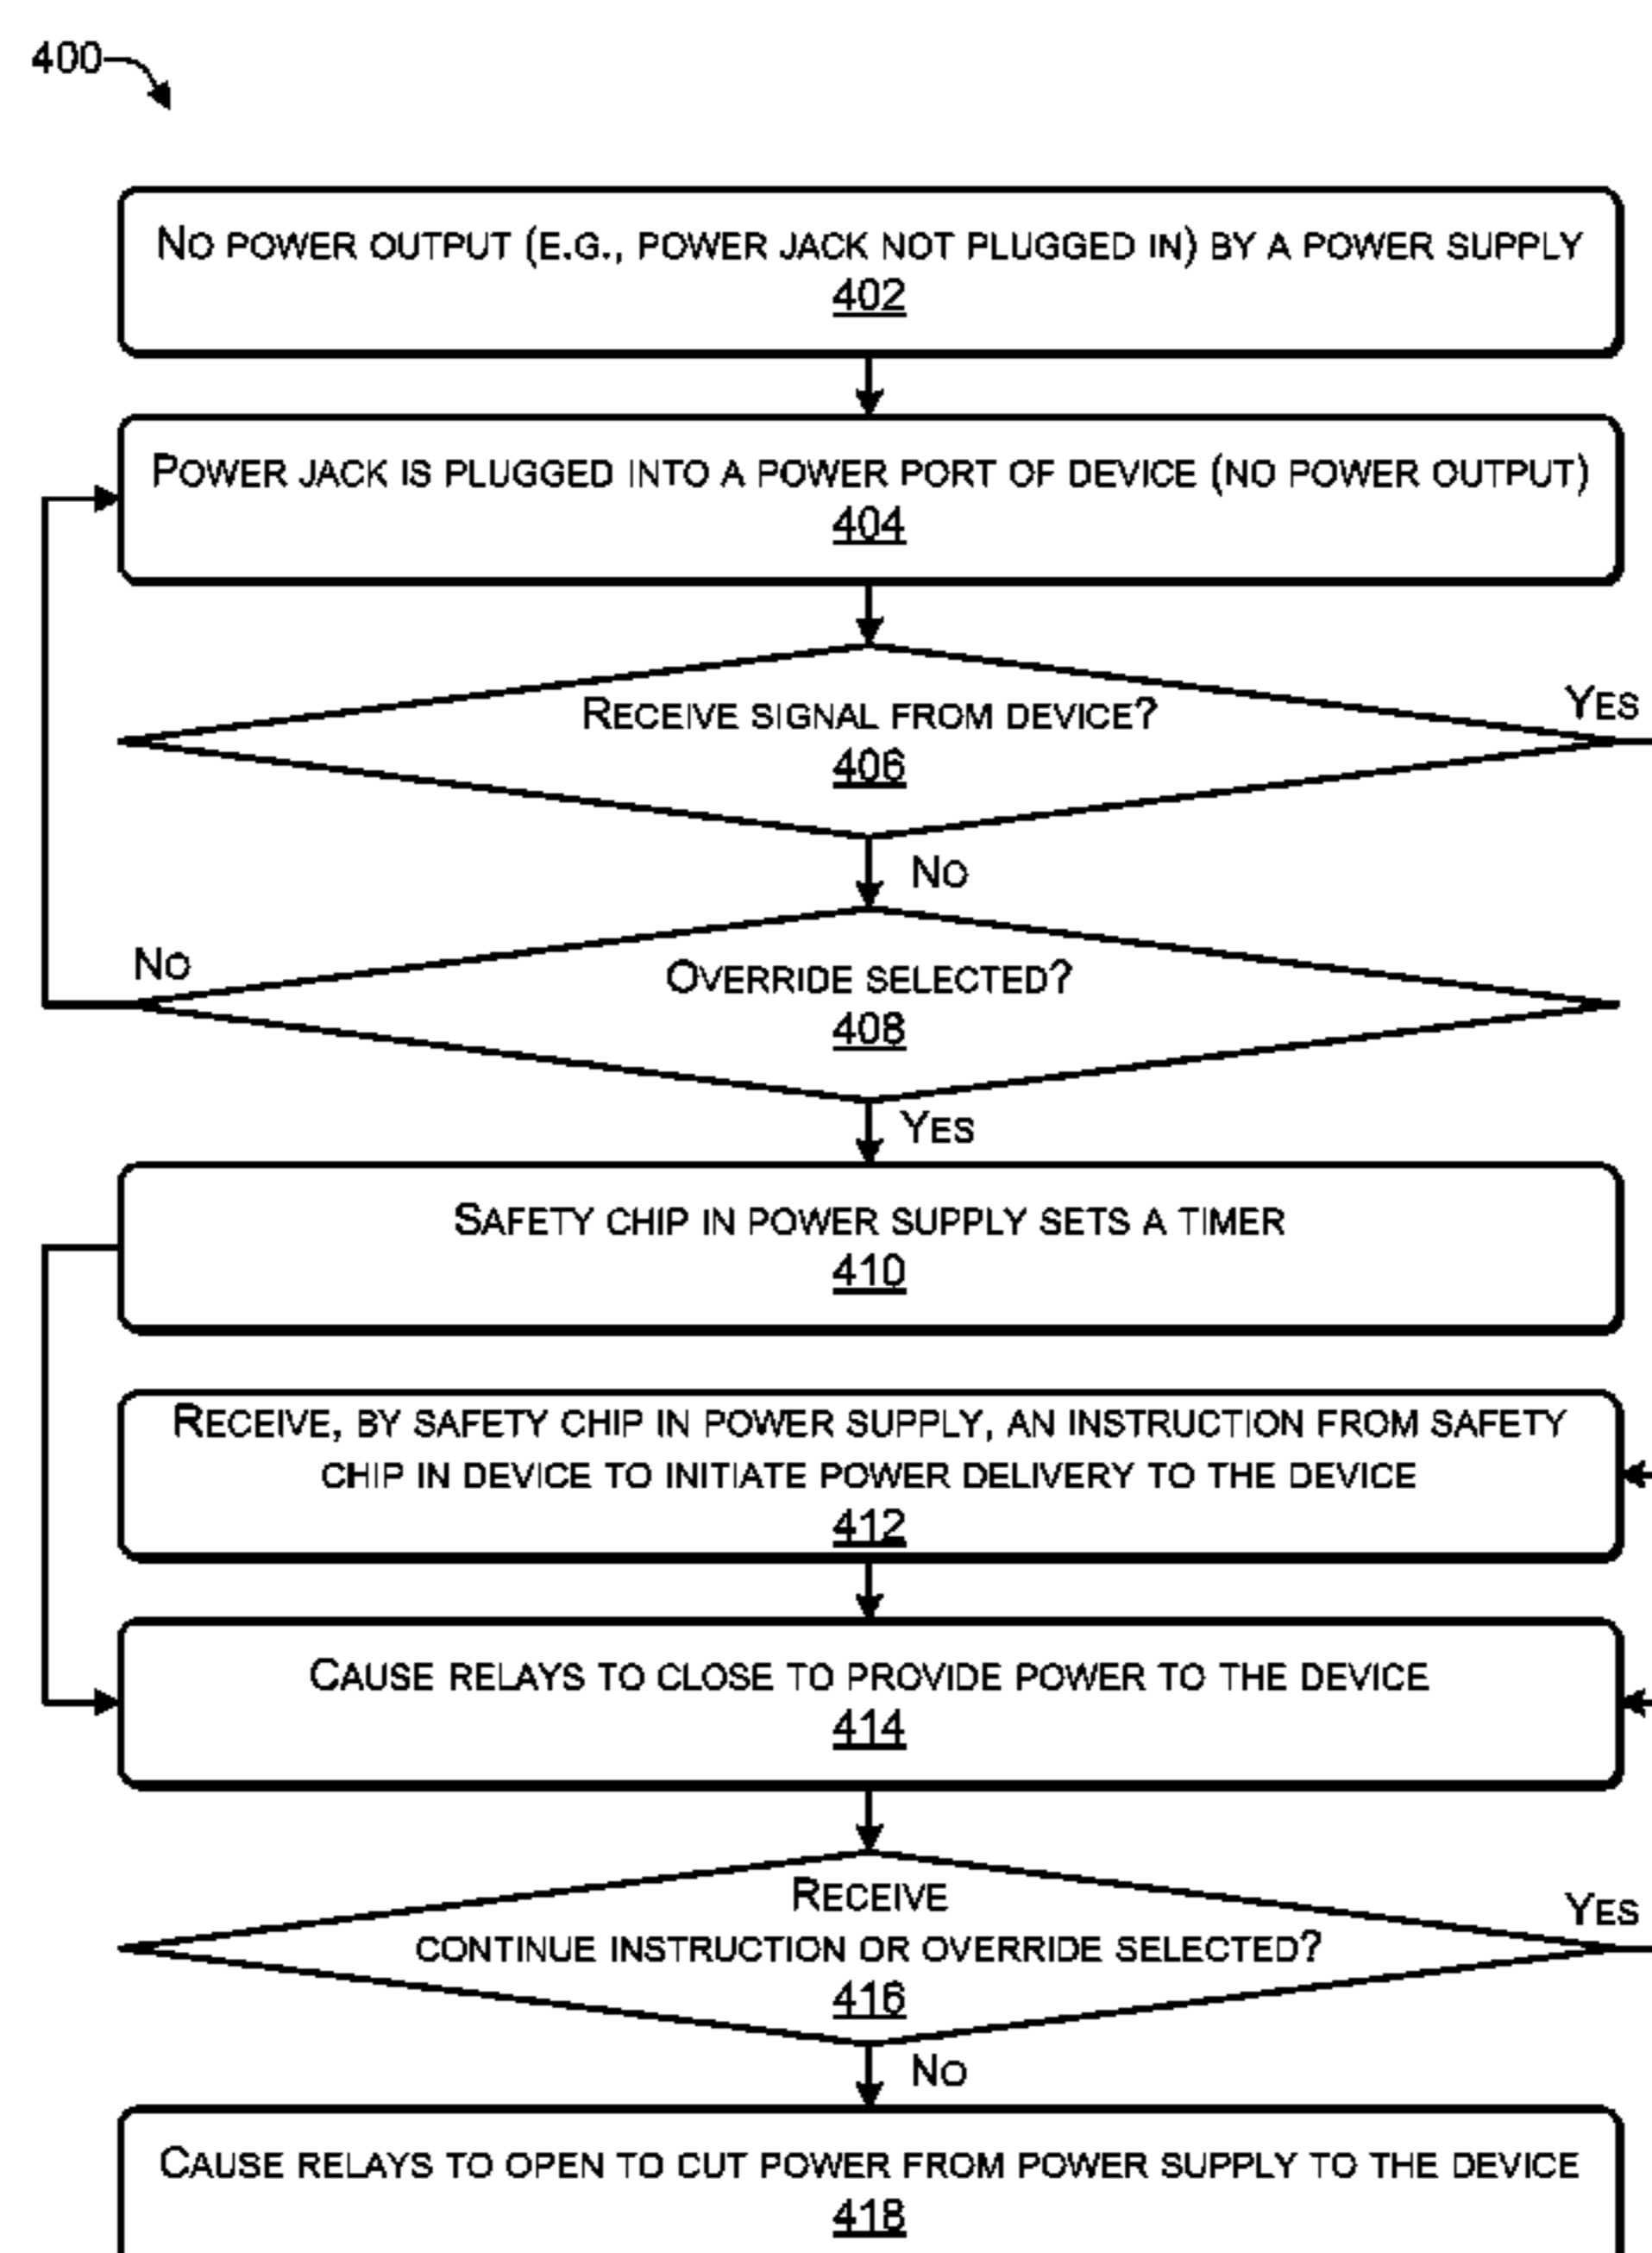 400
No power output (e.g., power jack not plugged in) by a power supply
402
Power jack is plugged into a power port of device (no power output)
404
Receive signal from device?
406
Yes
No
Override selected?
408
No
Yes
Safety chip in power supply sets a timer
410
Receive, by safety chip in power supply, an instruction from safety
chip in device to initiate power delivery to the device
412
Cause relays to close to provide power to the device
414
Receive
continue instruction or override selected?
416
Yes
No
Cause relays to open to cut power from power supply to the device
418